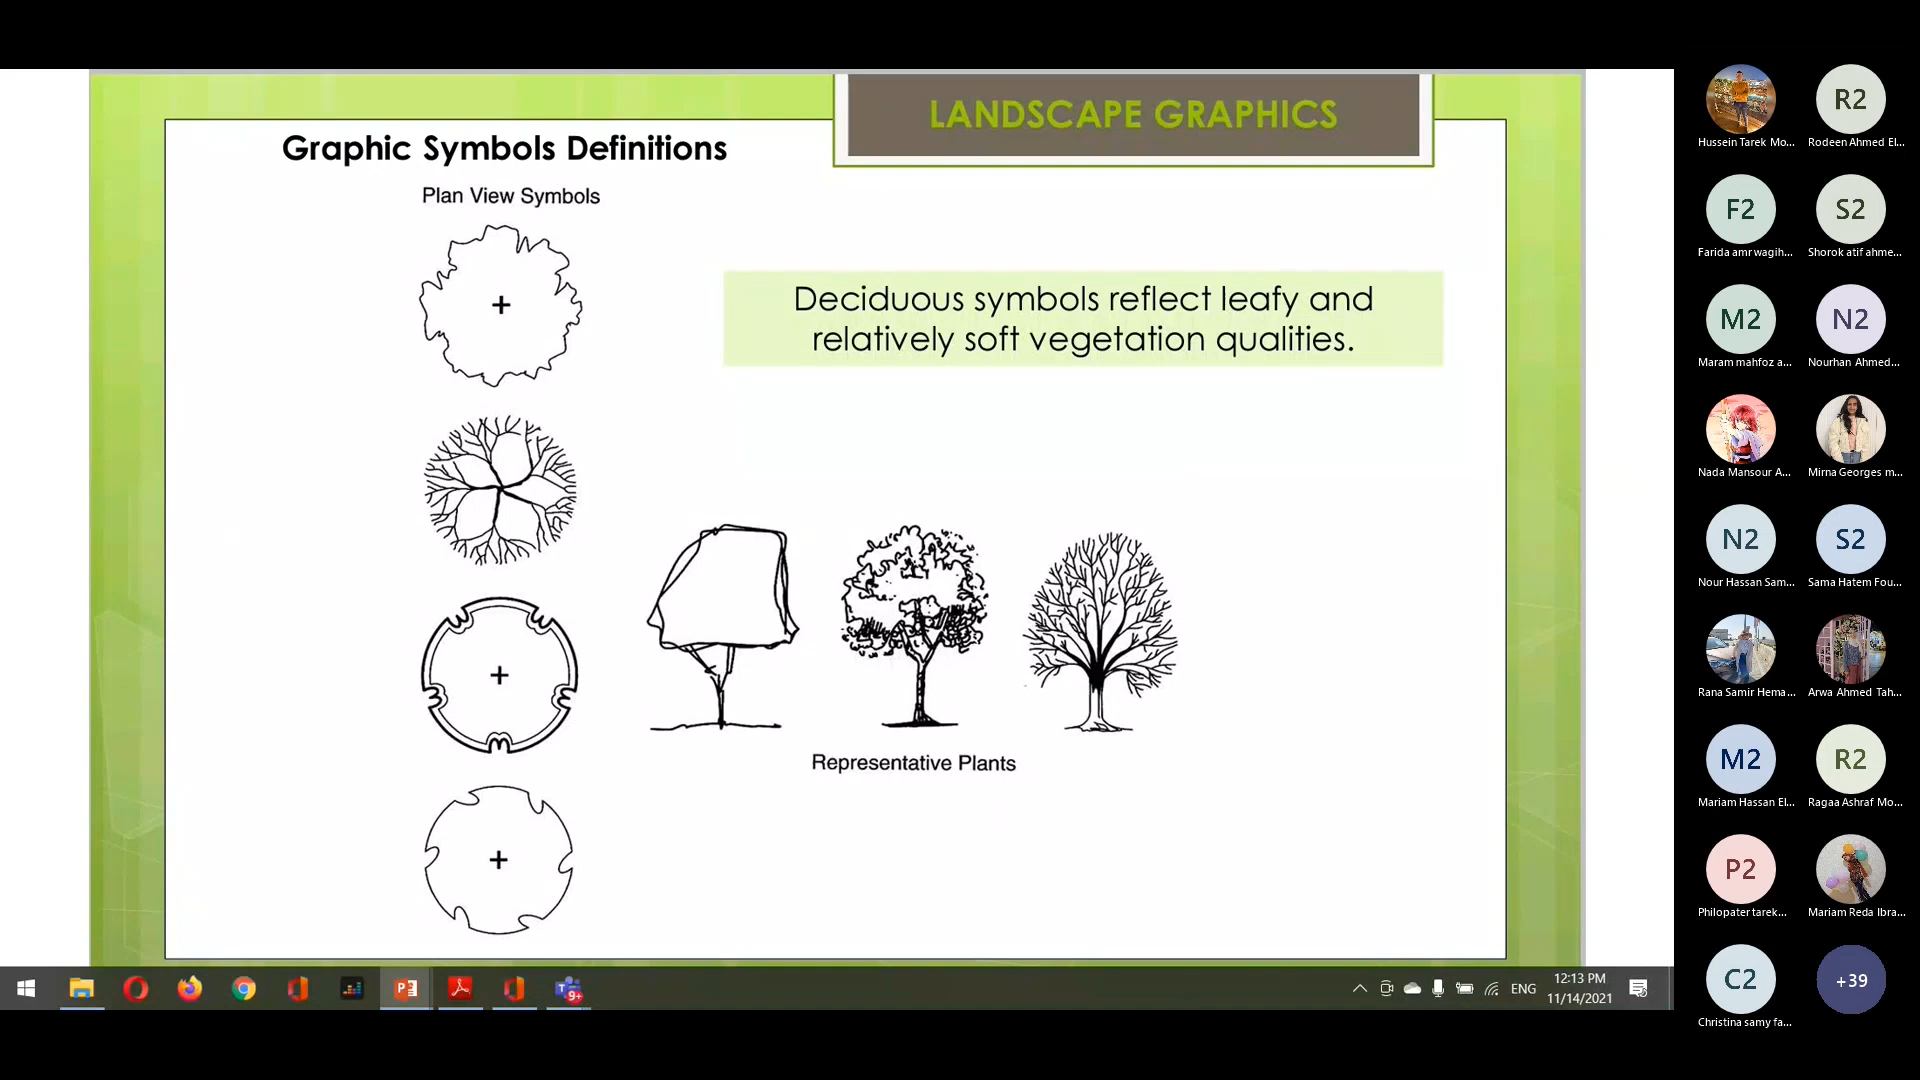 LANDSCAPE GRAPHICS
Graphic Symbols Definitions
Plan View Symbols
Deciduous symbols reflect leafy and
relatively soft vegetation qualities.
Representative Plants
R2
Hussein Tarek Mo...
Rodeen Ahmed El...
F2
S2
Farida amr wagih...
Shorok atif ahme...
M2
N2
Maram mahfoz a...
Nourhan Ahmed...
Nada Mansour A...
Mirna Georges m...
N2
S2
Nour Hassan Sam...
Sama Hatem Fou...
Rana Samir Hema...
Arwa Ahmed Tah...
M2
R2
Mariam Hassan El...
Ragaa Ashraf Mo...
P2
Philopater tarek...
Mariam Reda Ibra...
C2
+39
Christina samy fa...
9+
ENG
12:13 PM
11/14/2021